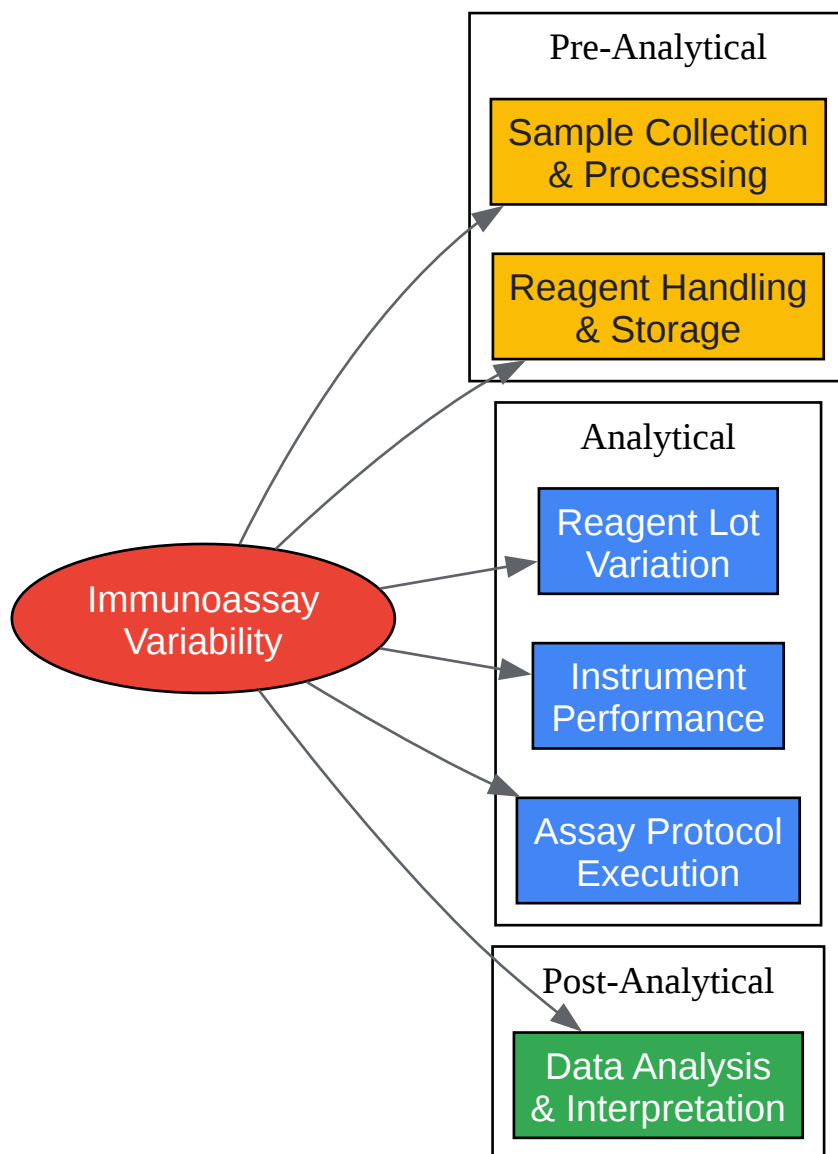 Pre-Analytical
Sample Collection
& Processing
Reagent Handling
& Storage
Analytical
Reagent Lot
Variation
Immunoassay
Variability
Instrument
Performance
Assay Protocol
Execution
Post-Analytical
Data Analysis
& Interpretation